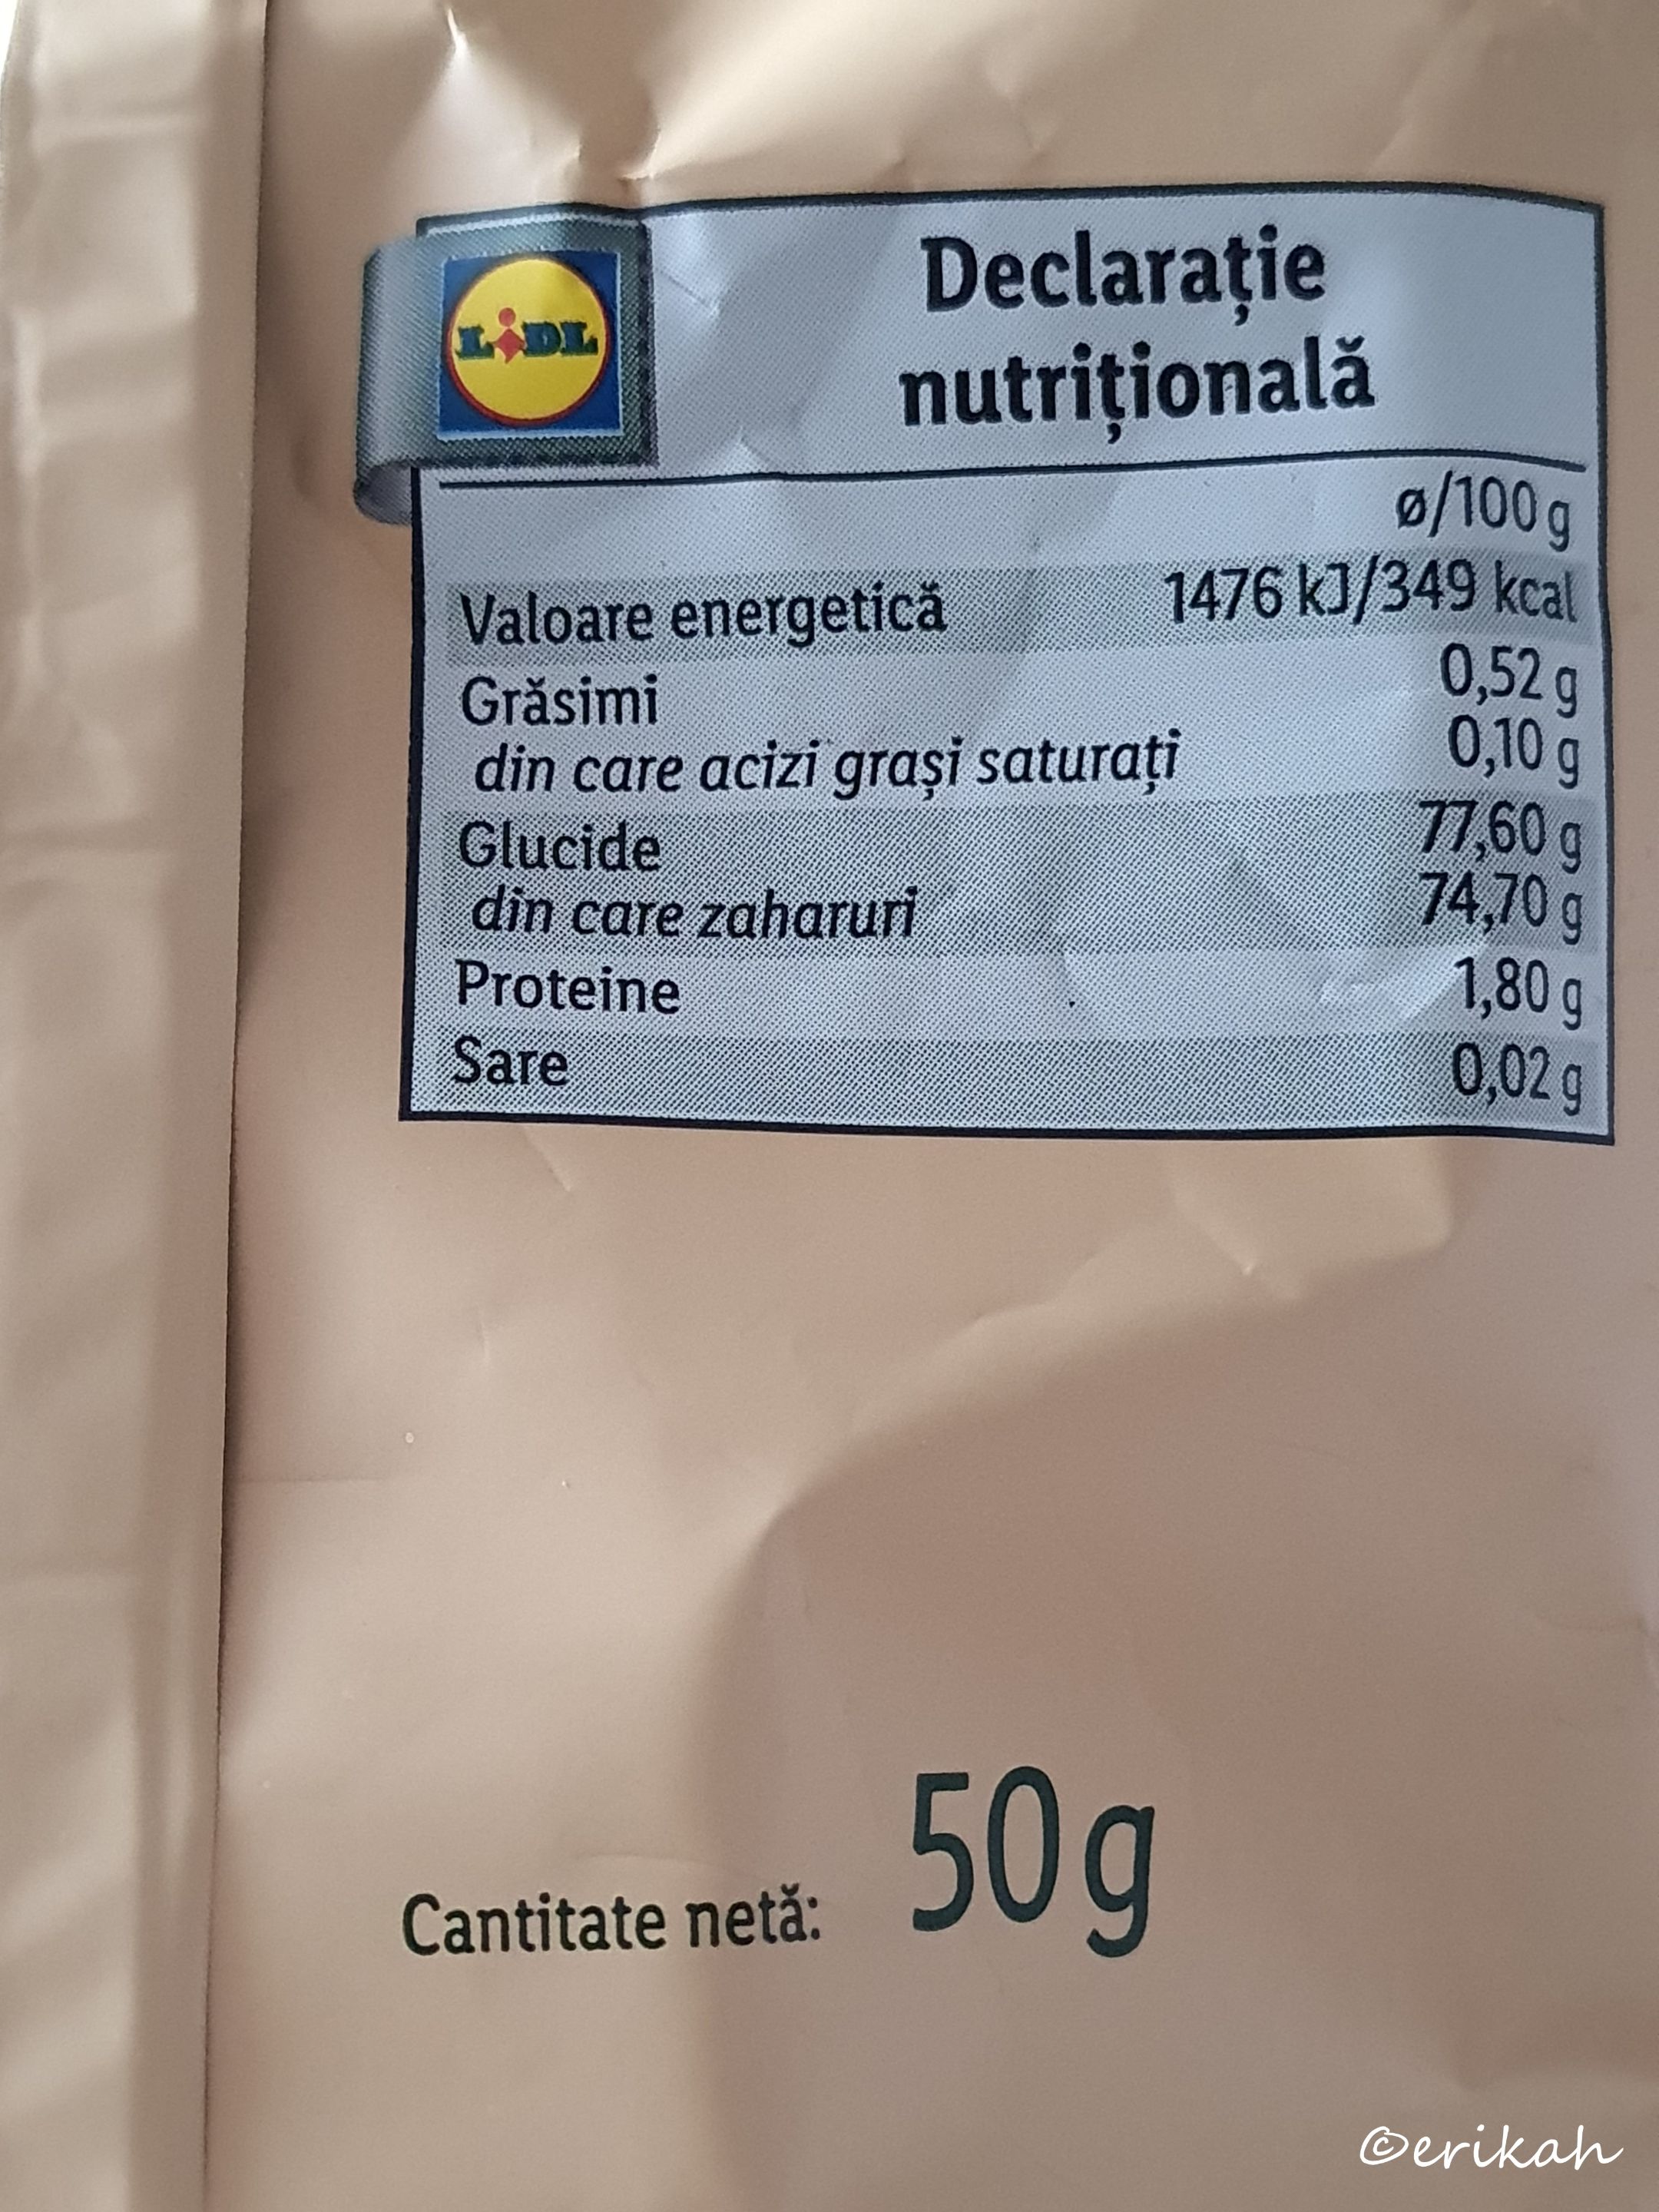 LIDL
Declarație
nutrițională
ø/100 g
Valoare energetică 1476 kJ/349 kcal
Grăsimi 0,52 g
din care acizi grași saturați 0,10 g
Glucide 77,60 g
din care zaharuri 74,70 g
Proteine 1,80 g
Sare 0,02 g
Cantitate netă: 50 g
©erikah